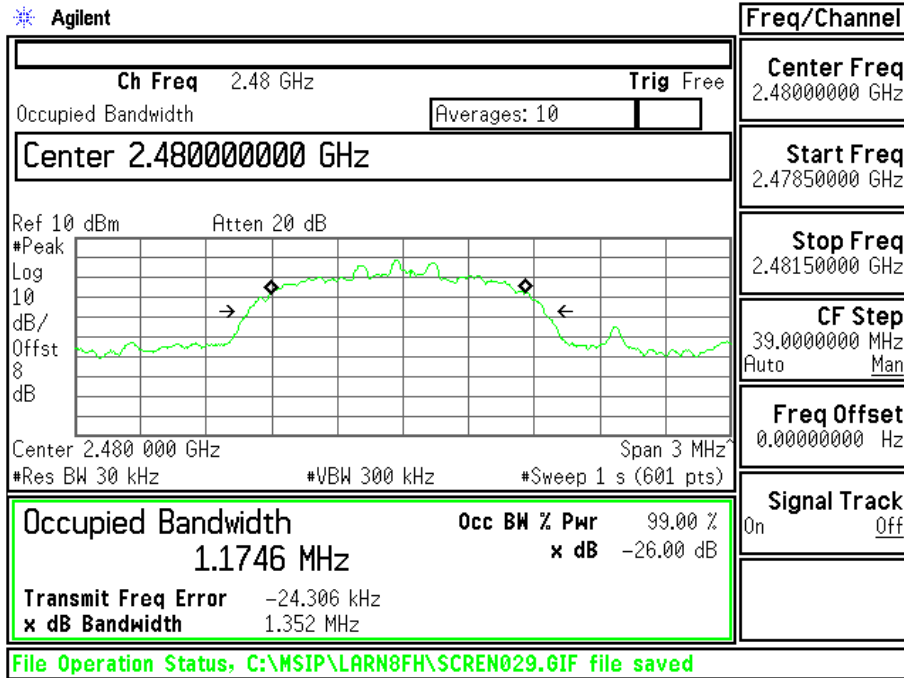 Agilent
Freq/Channel
Ch Freq 2.48 GHz Trig Free
Occupied Bandwidth Averages: 10
Center 2.480000000 GHz
Ref 10 dBm Atten 20 dB
#Peak
Log
10
dB/
Offst
8
dB
Center 2.480 000 GHz Span 3 MHz^
#Res BW 30 kHz #VBW 300 kHz #Sweep 1 s (601 pts)
Occupied Bandwidth Occ BW % Pwr 99.00 %
1.1746 MHz x dB -26.00 dB
Transmit Freq Error -24.306 kHz
x dB Bandwidth 1.352 MHz
Center Freq
2.48000000 GHz
Start Freq
2.47850000 GHz
Stop Freq
2.48150000 GHz
CF Step
39.0000000 MHz
Auto Man
Freq Offset
0.00000000 Hz
Signal Track
On Off
File Operation Status, C:\MSIP\LARN8FH\SCREN029.GIF file saved